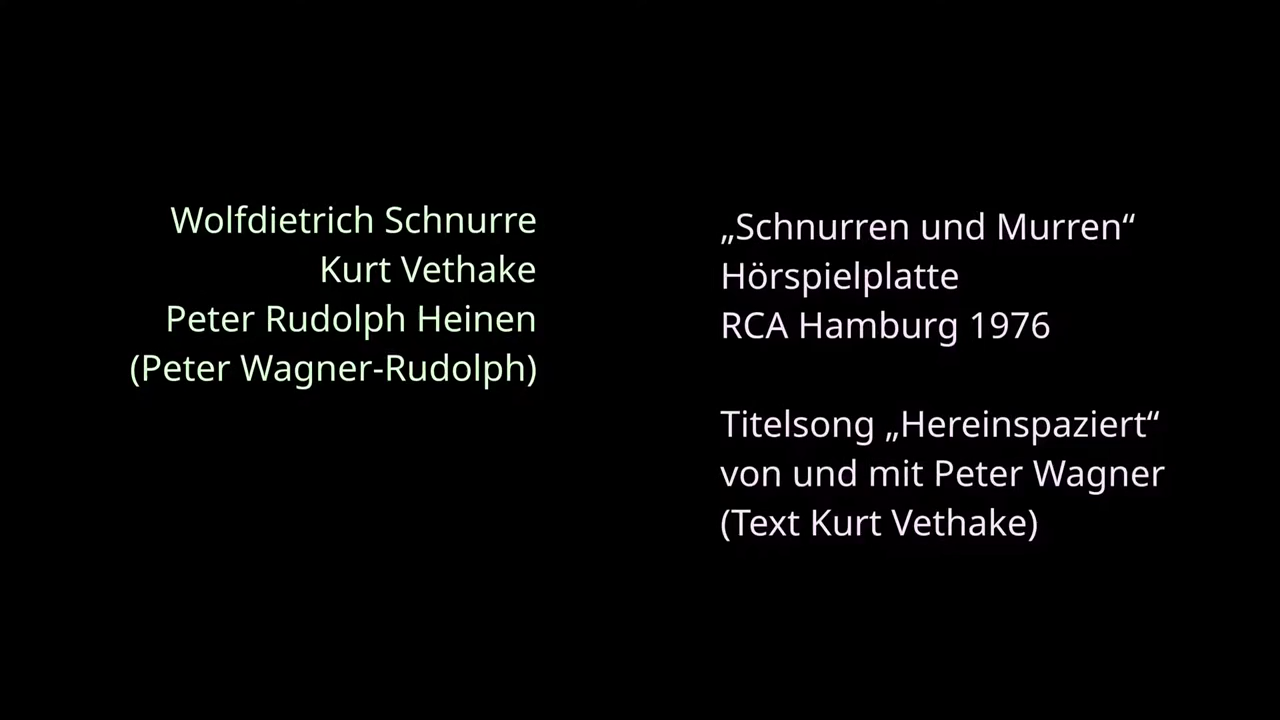 Wolfdietrich Schnurre
Kurt Vethake
Peter Rudolph Heinen
(Peter Wagner-Rudolph)
„Schnurren und Murren“
Hörspielplatte
RCA Hamburg 1976
Titelsong „Hereinspaziert“
von und mit Peter Wagner
(Text Kurt Vethake)